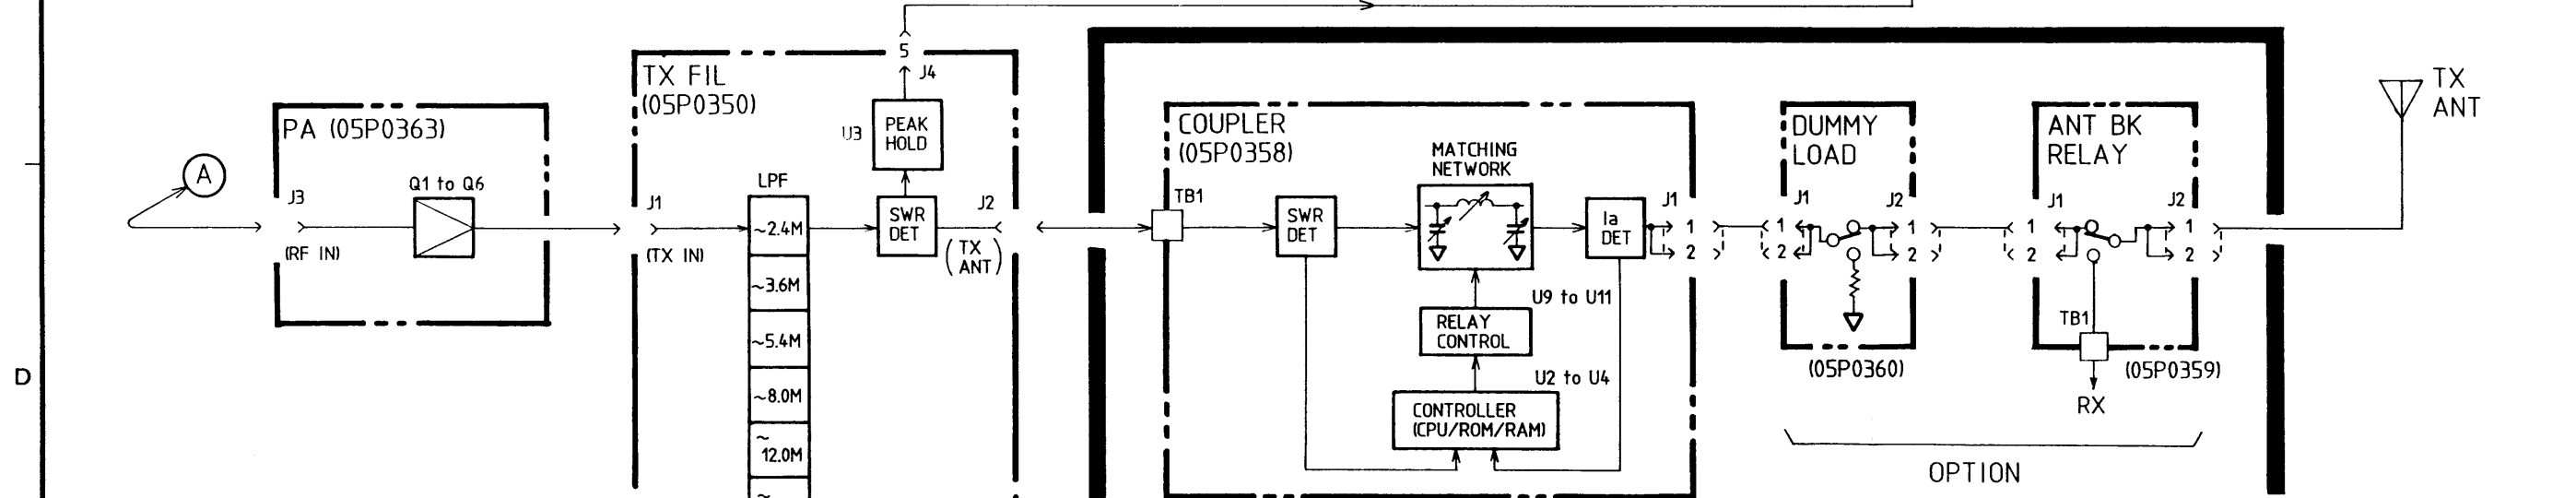 D
A
PA (05P0363)
J3
(RF IN)
Q1 to Q6
TX FIL
(05P0350)
J1
(TX IN)
LPF
~2.4M
~3.6M
~5.4M
~8.0M
~
12.0M
~
5
J4
U3
PEAK
HOLD
SWR
DET
J2
(TX
ANT)
COUPLER
(05P0358)
TB1
SWR
DET
MATCHING
NETWORK
Ia
DET
J1
1
2
U9 to U11
RELAY
CONTROL
U2 to U4
CONTROLLER
(CPU/ROM/RAM)
DUMMY
LOAD
J1
1
2
J2
1
2
(05P0360)
ANT BK
RELAY
J1
1
2
J2
1
2
TB1
(05P0359)
RX
OPTION
TX
ANT